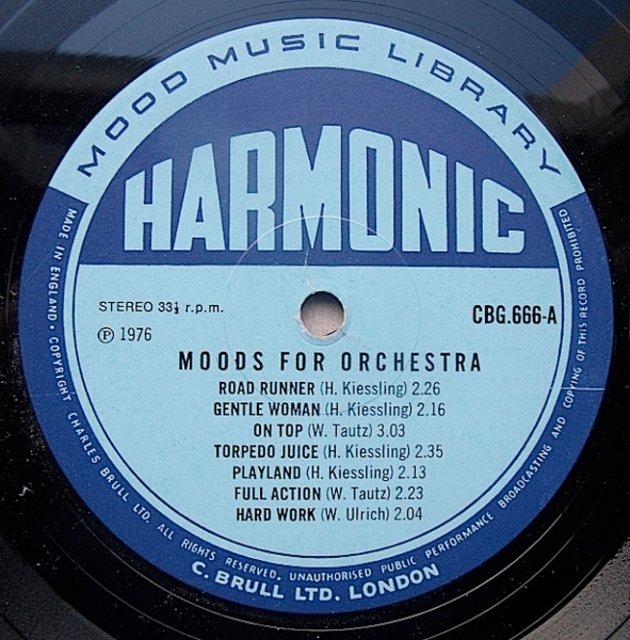 MOOD MUSIC LIBRARY
HARMONIC
STEREO 33⅓ r.p.m.
CBG.666-A
℗ 1976
MOODS FOR ORCHESTRA
ROAD RUNNER (H. Kiessling) 2.26
GENTLE WOMAN (H. Kiessling) 2.16
ON TOP (W. Tautz) 3.03
TORPEDO JUICE (H. Kiessling) 2.35
PLAYLAND (H. Kiessling) 2.13
FULL ACTION (W. Tautz) 2.23
HARD WORK (W. Ulrich) 2.04
MADE IN ENGLAND • COPYRIGHT CHARLES BRULL LTD. ALL RIGHTS RESERVED. UNAUTHORISED PUBLIC PERFORMANCE BROADCASTING AND COPYING OF THIS RECORD PROHIBITED
C. BRULL LTD. LONDON